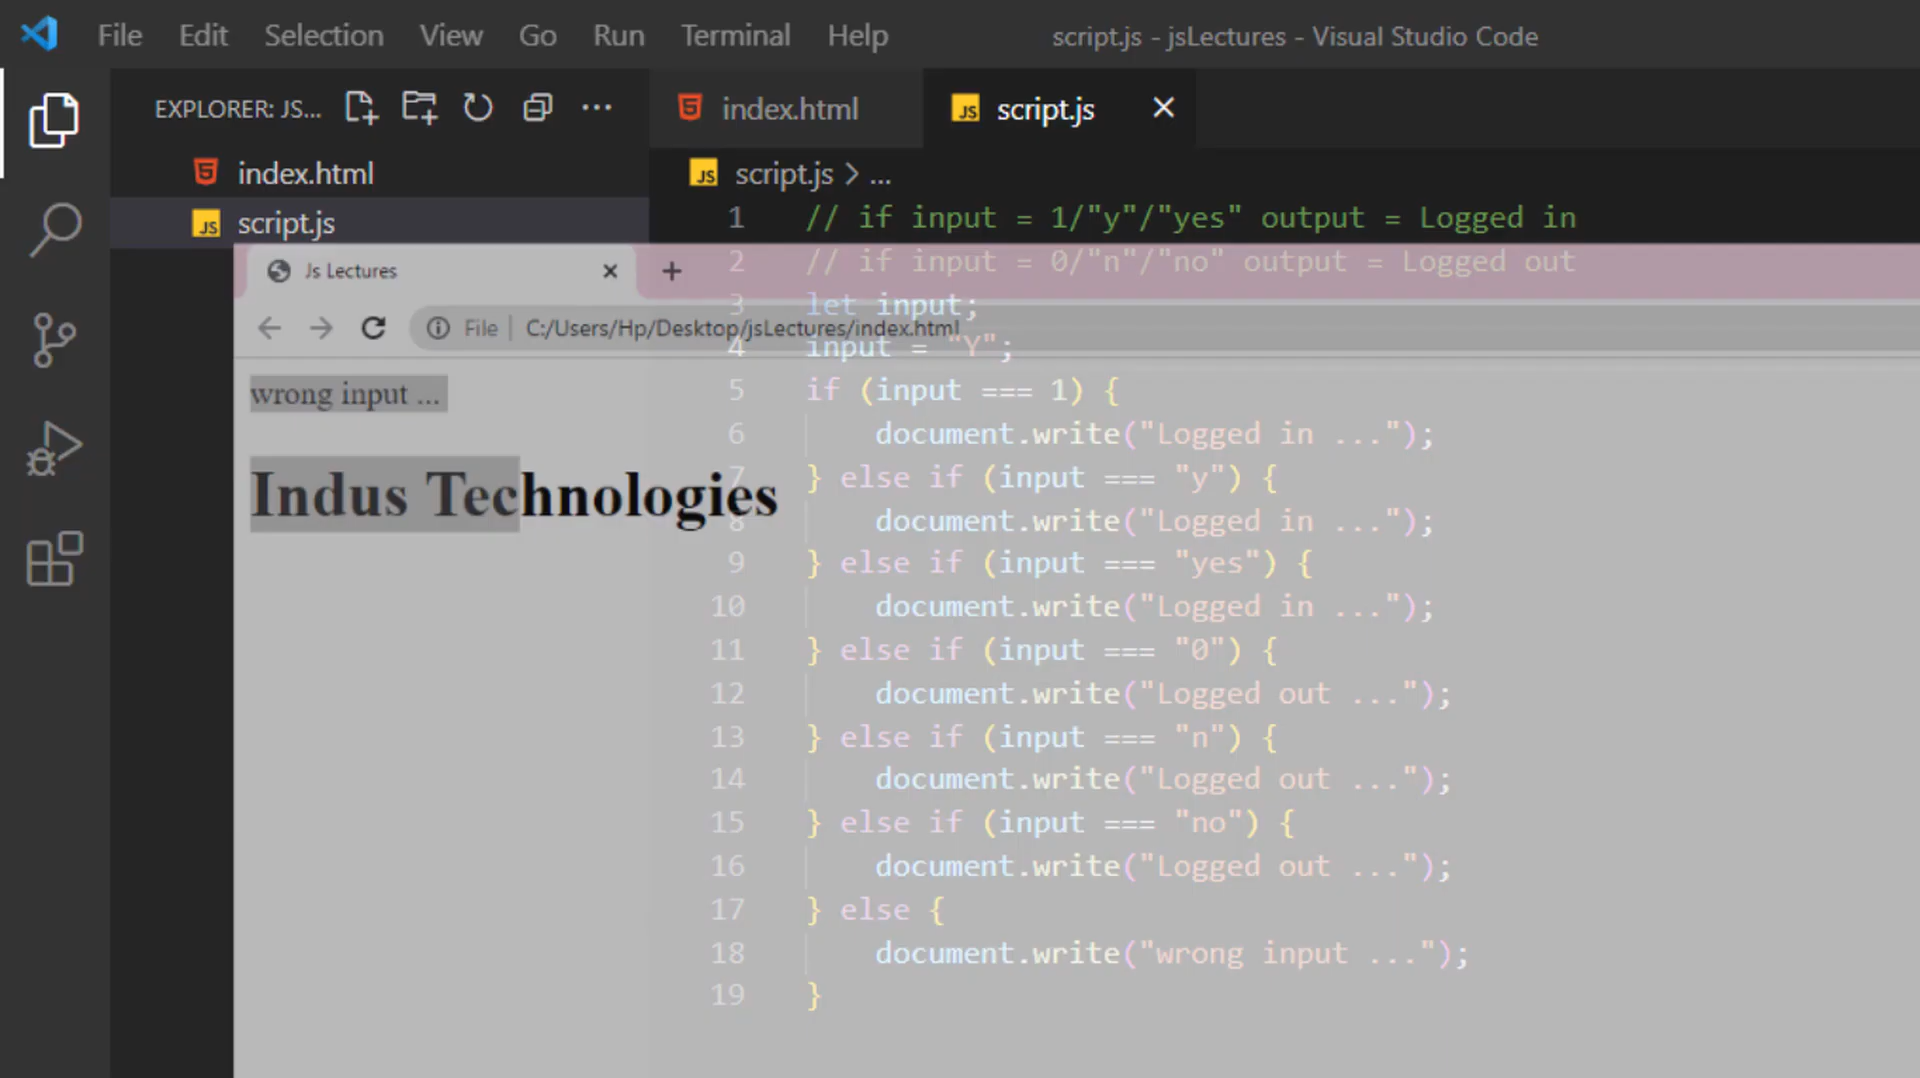 File Edit Selection View Go Run Terminal Help script.js - jsLectures - Visual Studio Code
EXPLORER: JS...
index.html
script.js
index.html
JS script.js
JS script.js > ...
JS
1 // if input = 1/"y"/"yes" output = Logged in
2 // if input = 0/"n"/"no" output = Logged out
3 let input;
4 input = "Y";
5 if (input === 1) {
6 document.write("Logged in ...");
7 } else if (input === "y") {
8 document.write("Logged in ...");
9 } else if (input === "yes") {
10 document.write("Logged in ...");
11 } else if (input === "0") {
12 document.write("Logged out ...");
13 } else if (input === "n") {
14 document.write("Logged out ...");
15 } else if (input === "no") {
16 document.write("Logged out ...");
17 } else {
18 document.write("wrong input ...");
19 }
Js Lectures
File | C:/Users/Hp/Desktop/jsLectures/index.html
wrong input ...
Indus Technologies